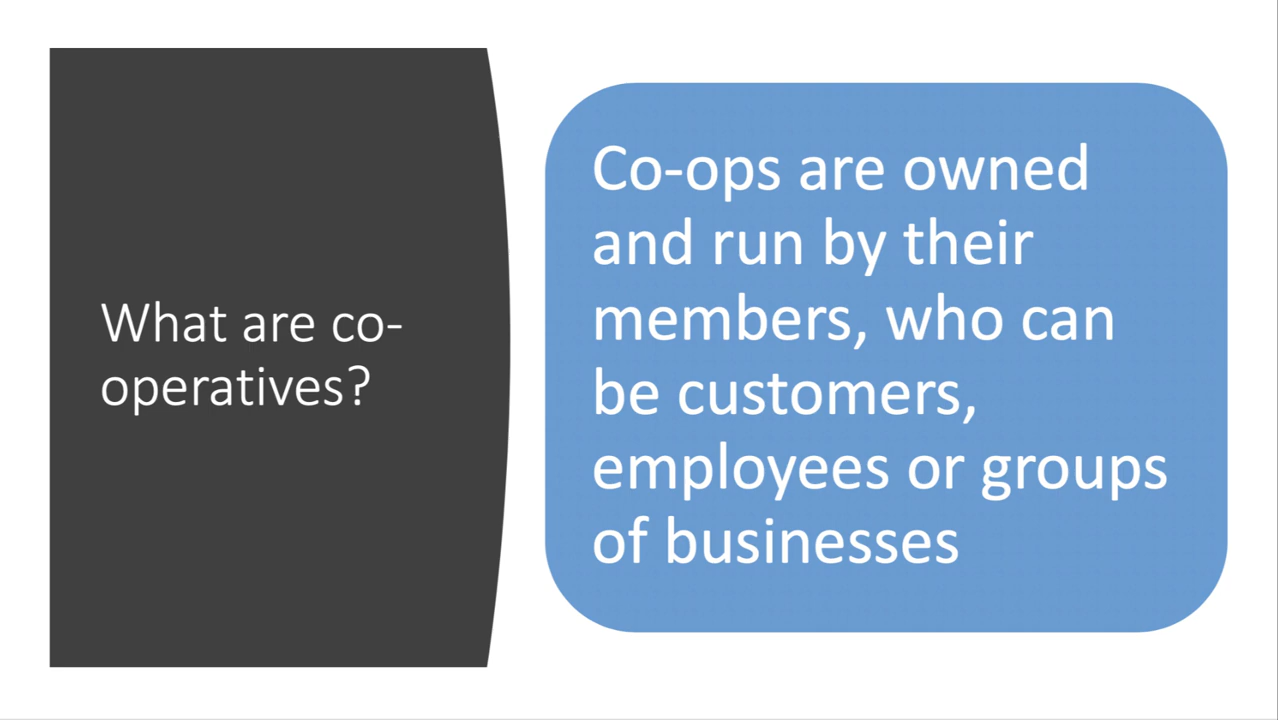 What are co-
operatives?
Co-ops are owned
and run by their
members, who can
be customers,
employees or groups
of businesses